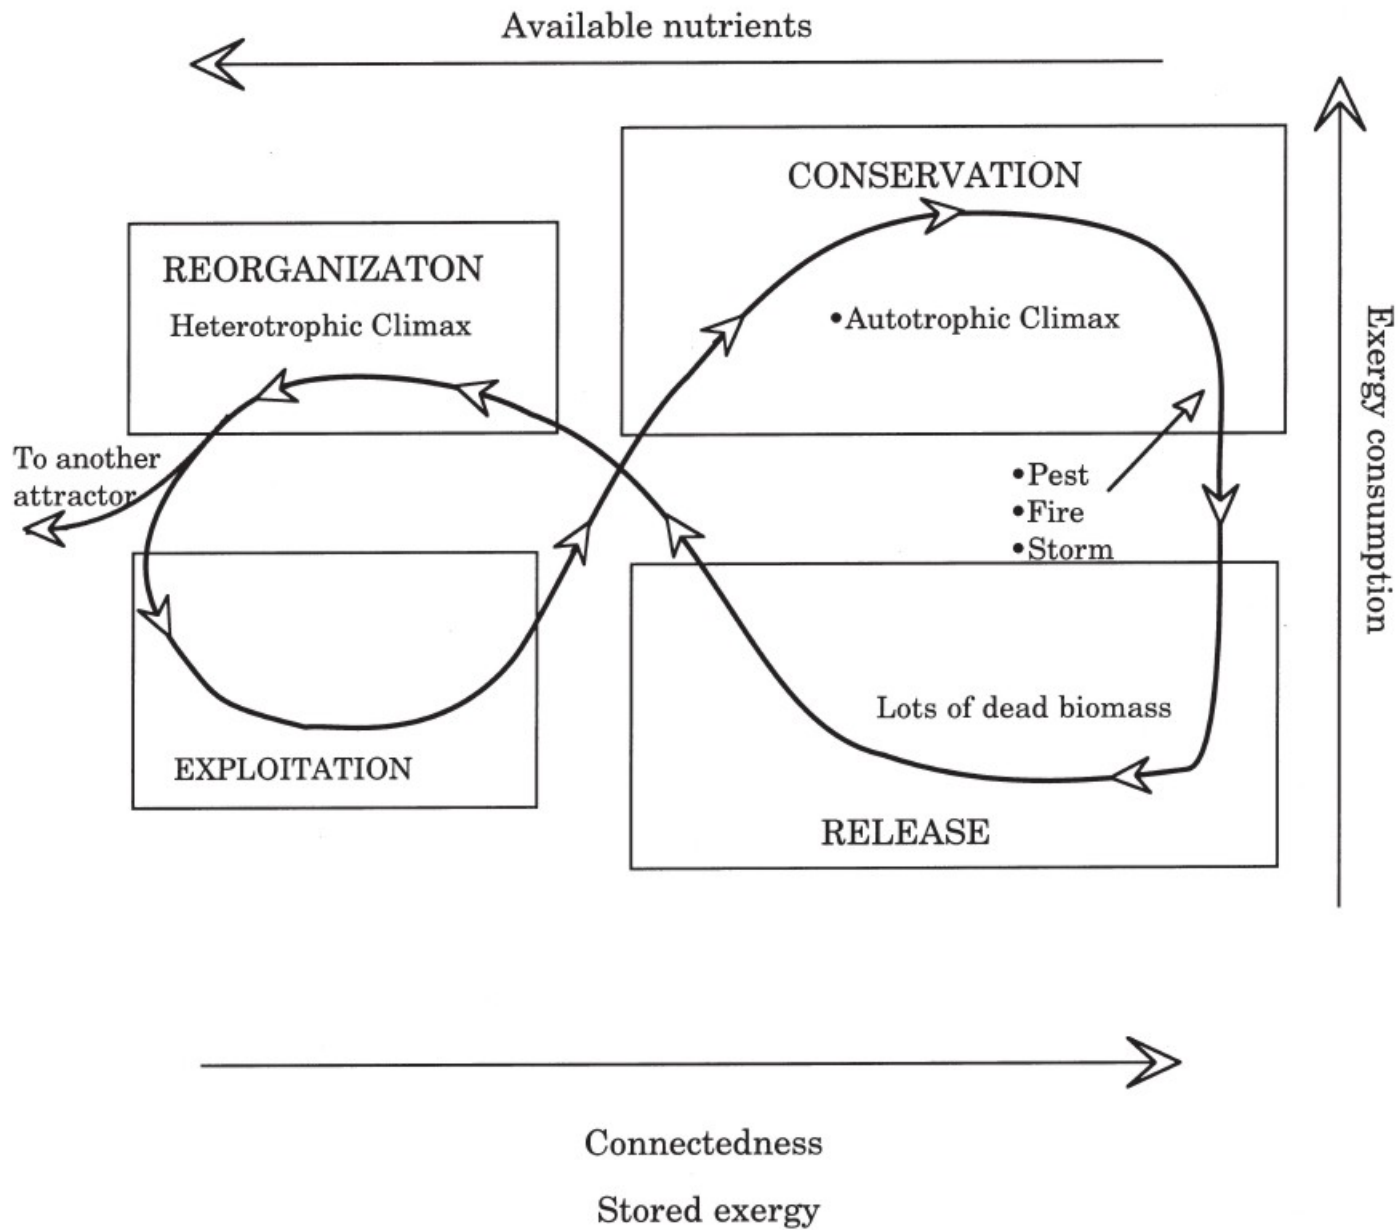 Available nutrients
CONSERVATION
REORGANIZATON
Heterotrophic Climax
•Autotrophic Climax
Exergy consumption
To another
attractor
•Pest
•Fire
•Storm
Lots of dead biomass
EXPLOITATION
RELEASE
Connectedness
Stored exergy